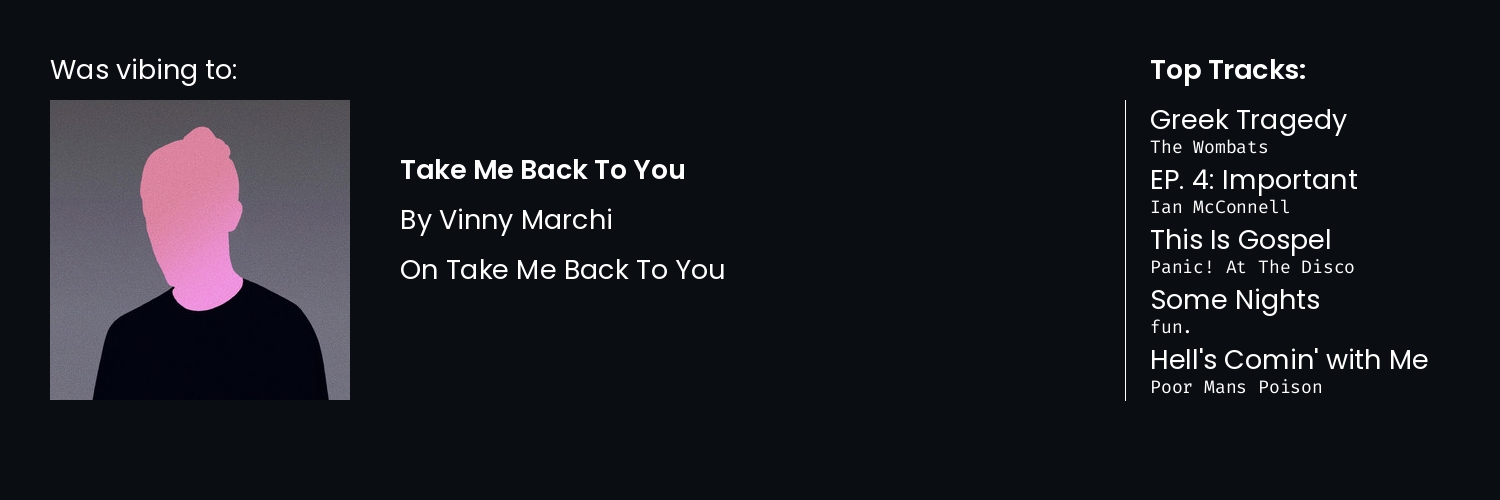 Was vibing to:
Take Me Back To You
By Vinny Marchi
On Take Me Back To You
Top Tracks:
Greek Tragedy
The Wombats
EP. 4: Important
Ian McConnell
This Is Gospel
Panic! At The Disco
Some Nights
fun.
Hell's Comin' with Me
Poor Mans Poison